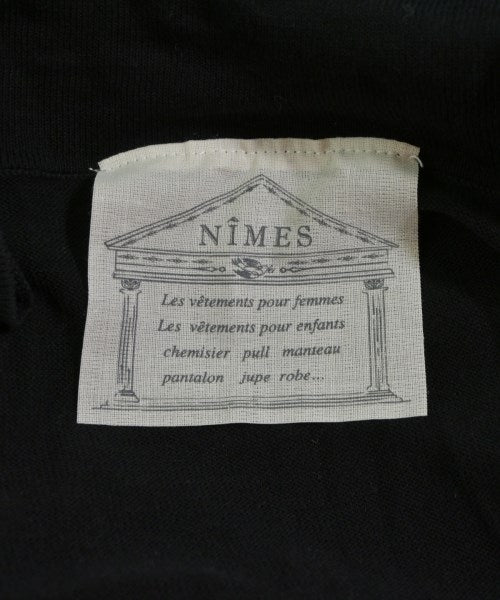 NÎMES
Les vêtements pour femmes
Les vêtements pour enfants
chemisier pull manteau
pantalon jupe robe...